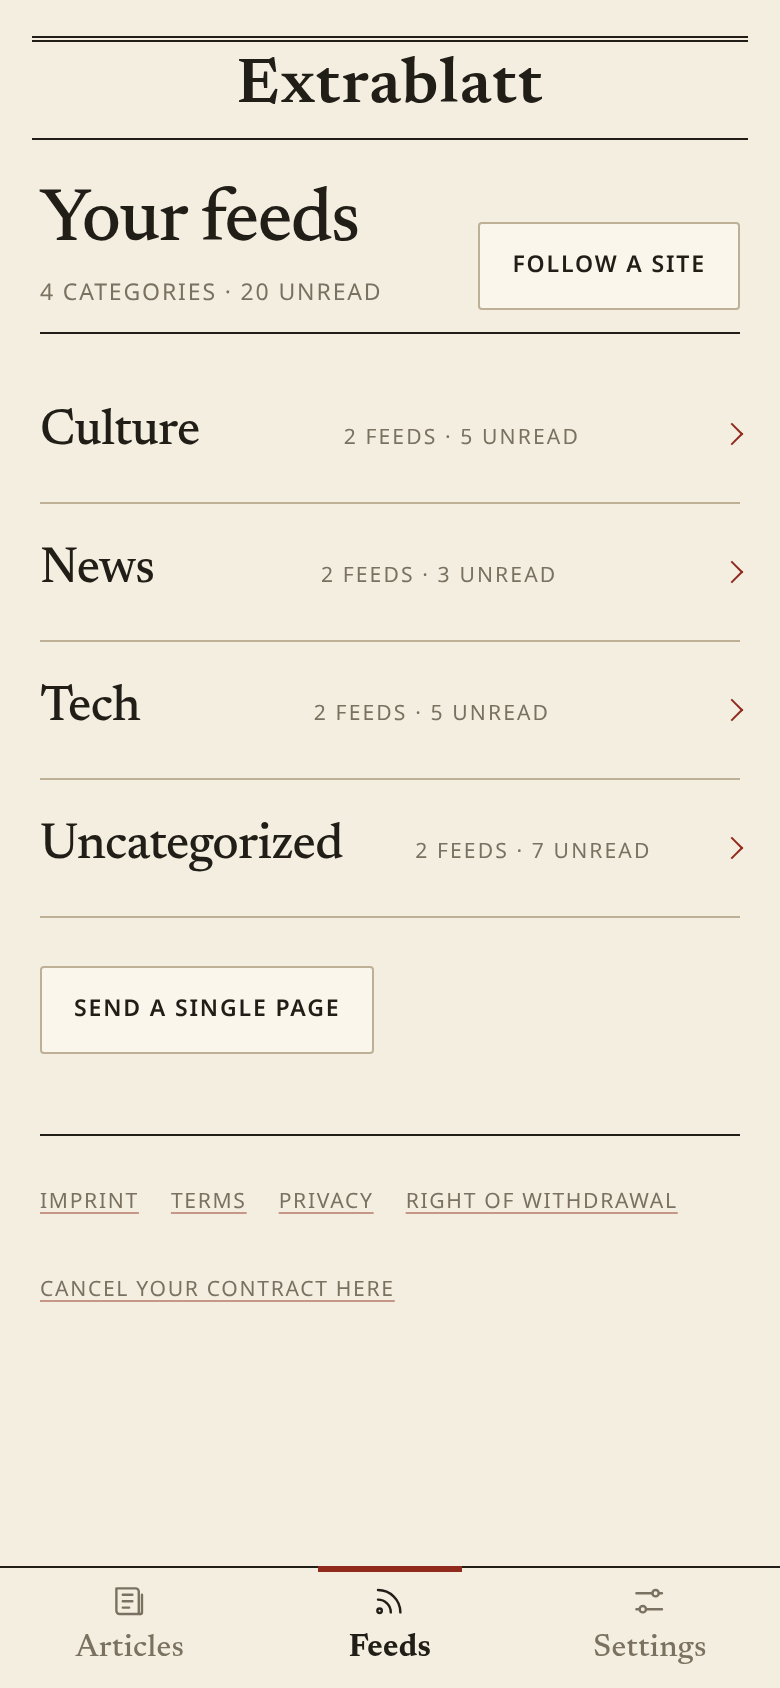 Extrablatt
Your feeds
4 CATEGORIES · 20 UNREAD
FOLLOW A SITE
Culture 2 FEEDS · 5 UNREAD
News 2 FEEDS · 3 UNREAD
Tech 2 FEEDS · 5 UNREAD
Uncategorized 2 FEEDS · 7 UNREAD
SEND A SINGLE PAGE
IMPRINT TERMS PRIVACY RIGHT OF WITHDRAWAL
CANCEL YOUR CONTRACT HERE
Articles Feeds Settings